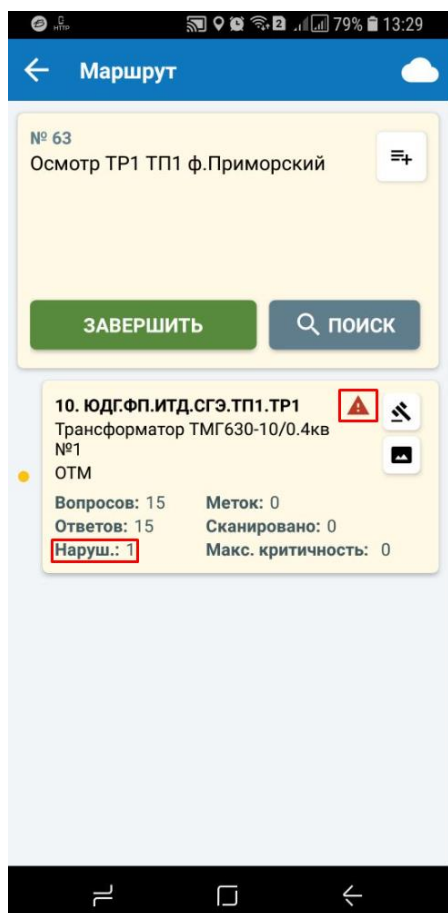 С HTTP 2 79% 13:29
Маршрут
№ 63
Осмотр ТР1 ТП1 ф.Приморский
ЗАВЕРШИТЬ ПОИСК
10. ЮДГ.ФП.ИТД.СГЭ.ТП1.ТР1
Трансформатор ТМГ630-10/0.4кв
№1
ОТМ
Вопросов: 15 Меток: 0
Ответов: 15 Сканировано: 0
Наруш.: 1 Макс. критичность: 0